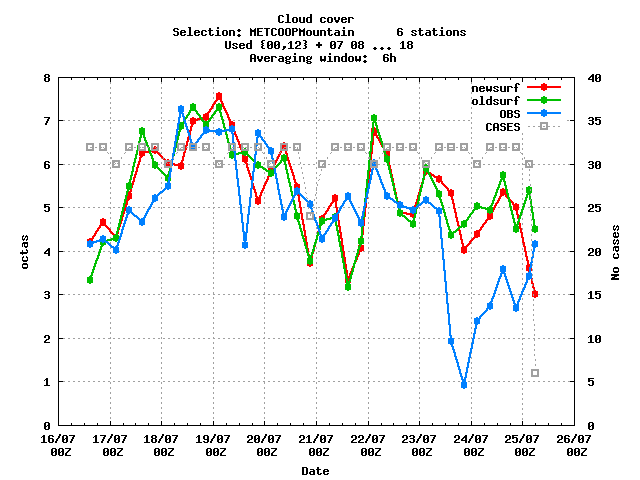 Cloud cover
Selection: METCOOPMountain 6 stations
Used {00,12} + 07 08 ... 18
Averaging window: 6h
8 40
newsurf
oldsurf
OBS
CASES
7 35
6 30
5 25
octas
No cases
4 20
3 15
2 10
1 5
0 0
16/07 17/07 18/07 19/07 20/07 21/07 22/07 23/07 24/07 25/07 26/07
00Z 00Z 00Z 00Z 00Z 00Z 00Z 00Z 00Z 00Z 00Z
Date